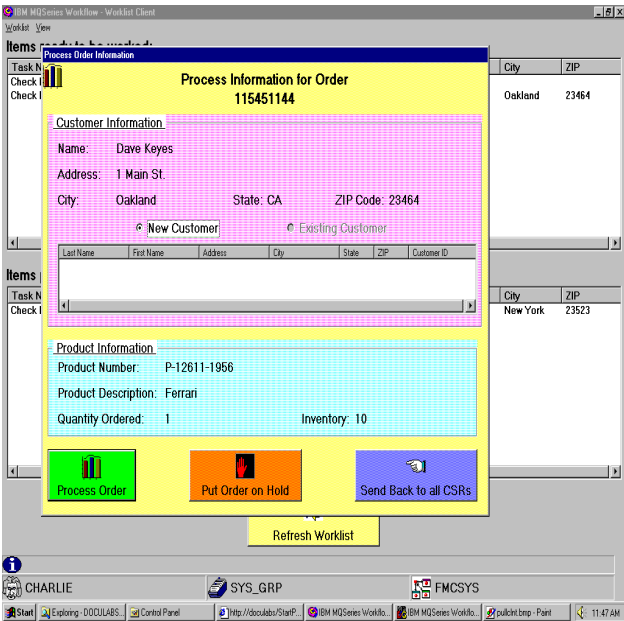 IBM MQSeries Workflow - Worklist Client
Worklist View
Items ready to be worked:
Process Order Information
Task N City ZIP
Check I
Check I Oakland 23464
Process Information for Order
115451144
Customer Information
Name: Dave Keyes
Address: 1 Main St.
City: Oakland State: CA ZIP Code: 23464
New Customer Existing Customer
Last Name First Name Address City State ZIP Customer ID
Items
Task N City ZIP
Check I New York 23523
Product Information
Product Number: P-12611-1956
Product Description: Ferrari
Quantity Ordered: 1 Inventory: 10
Process Order Put Order on Hold Send Back to all CSRs
Refresh Worklist
CHARLIE SYS_GRP FMCSYS
Start Exploring - DOCULABS... Control Panel http://doculabs/StartP... IBM MQSeries Workflo... IBM MQSeries Workflo... pullclnt.bmp - Paint 11:47 AM